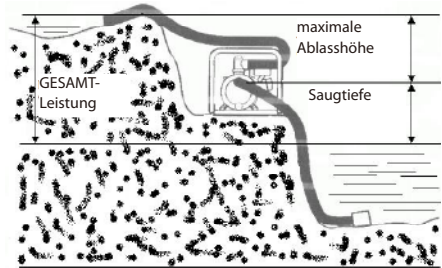 maximale
Ablasshöhe
GESAMT-
Leistung
Saugtiefe